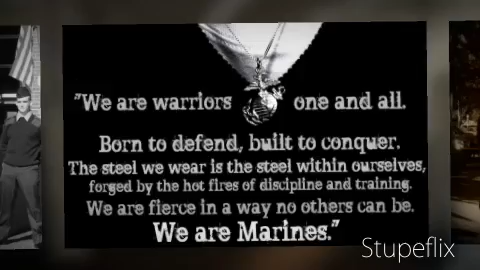 "We are warriors one and all.
Born to defend, built to conquer.
The steel we wear is the steel within ourselves,
forged by the hot fires of discipline and training.
We are fierce in a way no others can be.
We are Marines."
Stupeflix